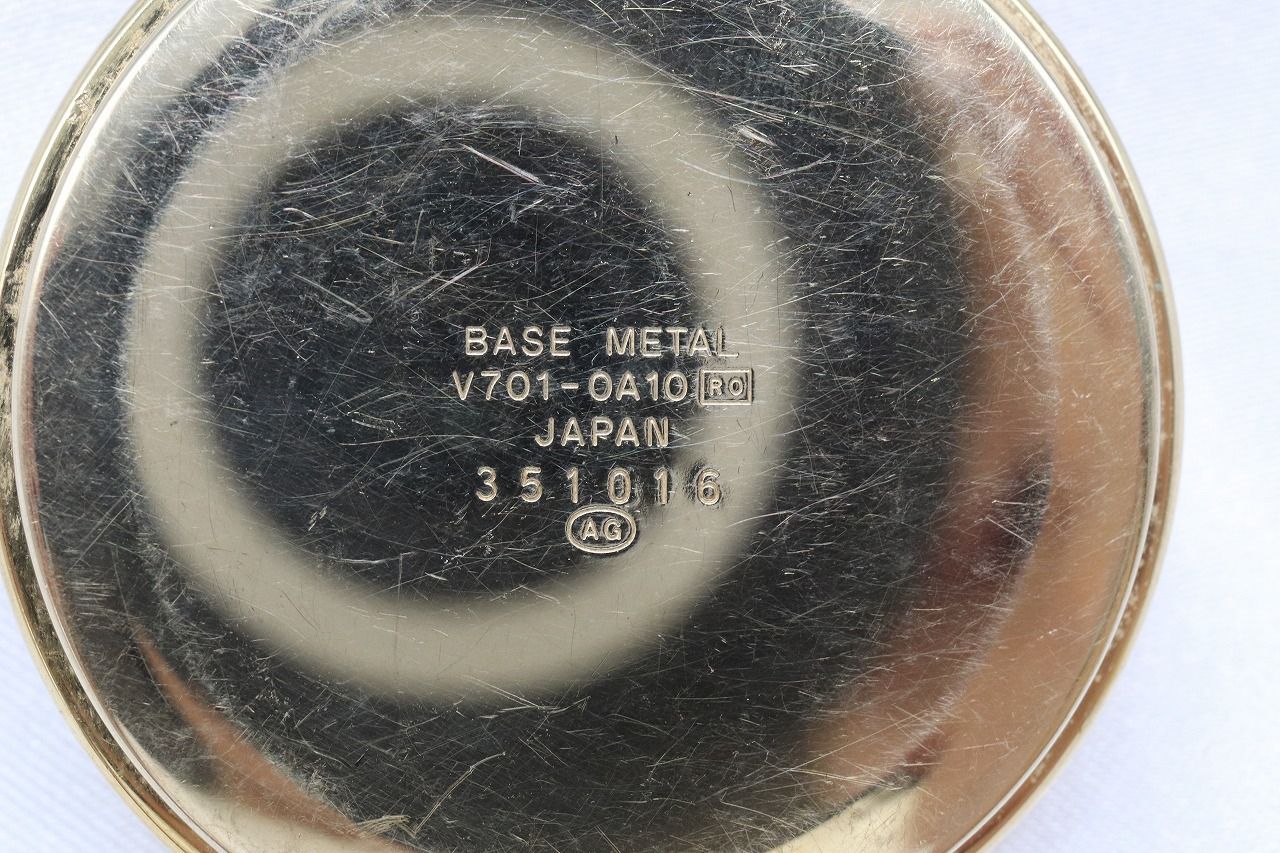 BASE METAL
V701-0A10 RO
JAPAN
351016
AG